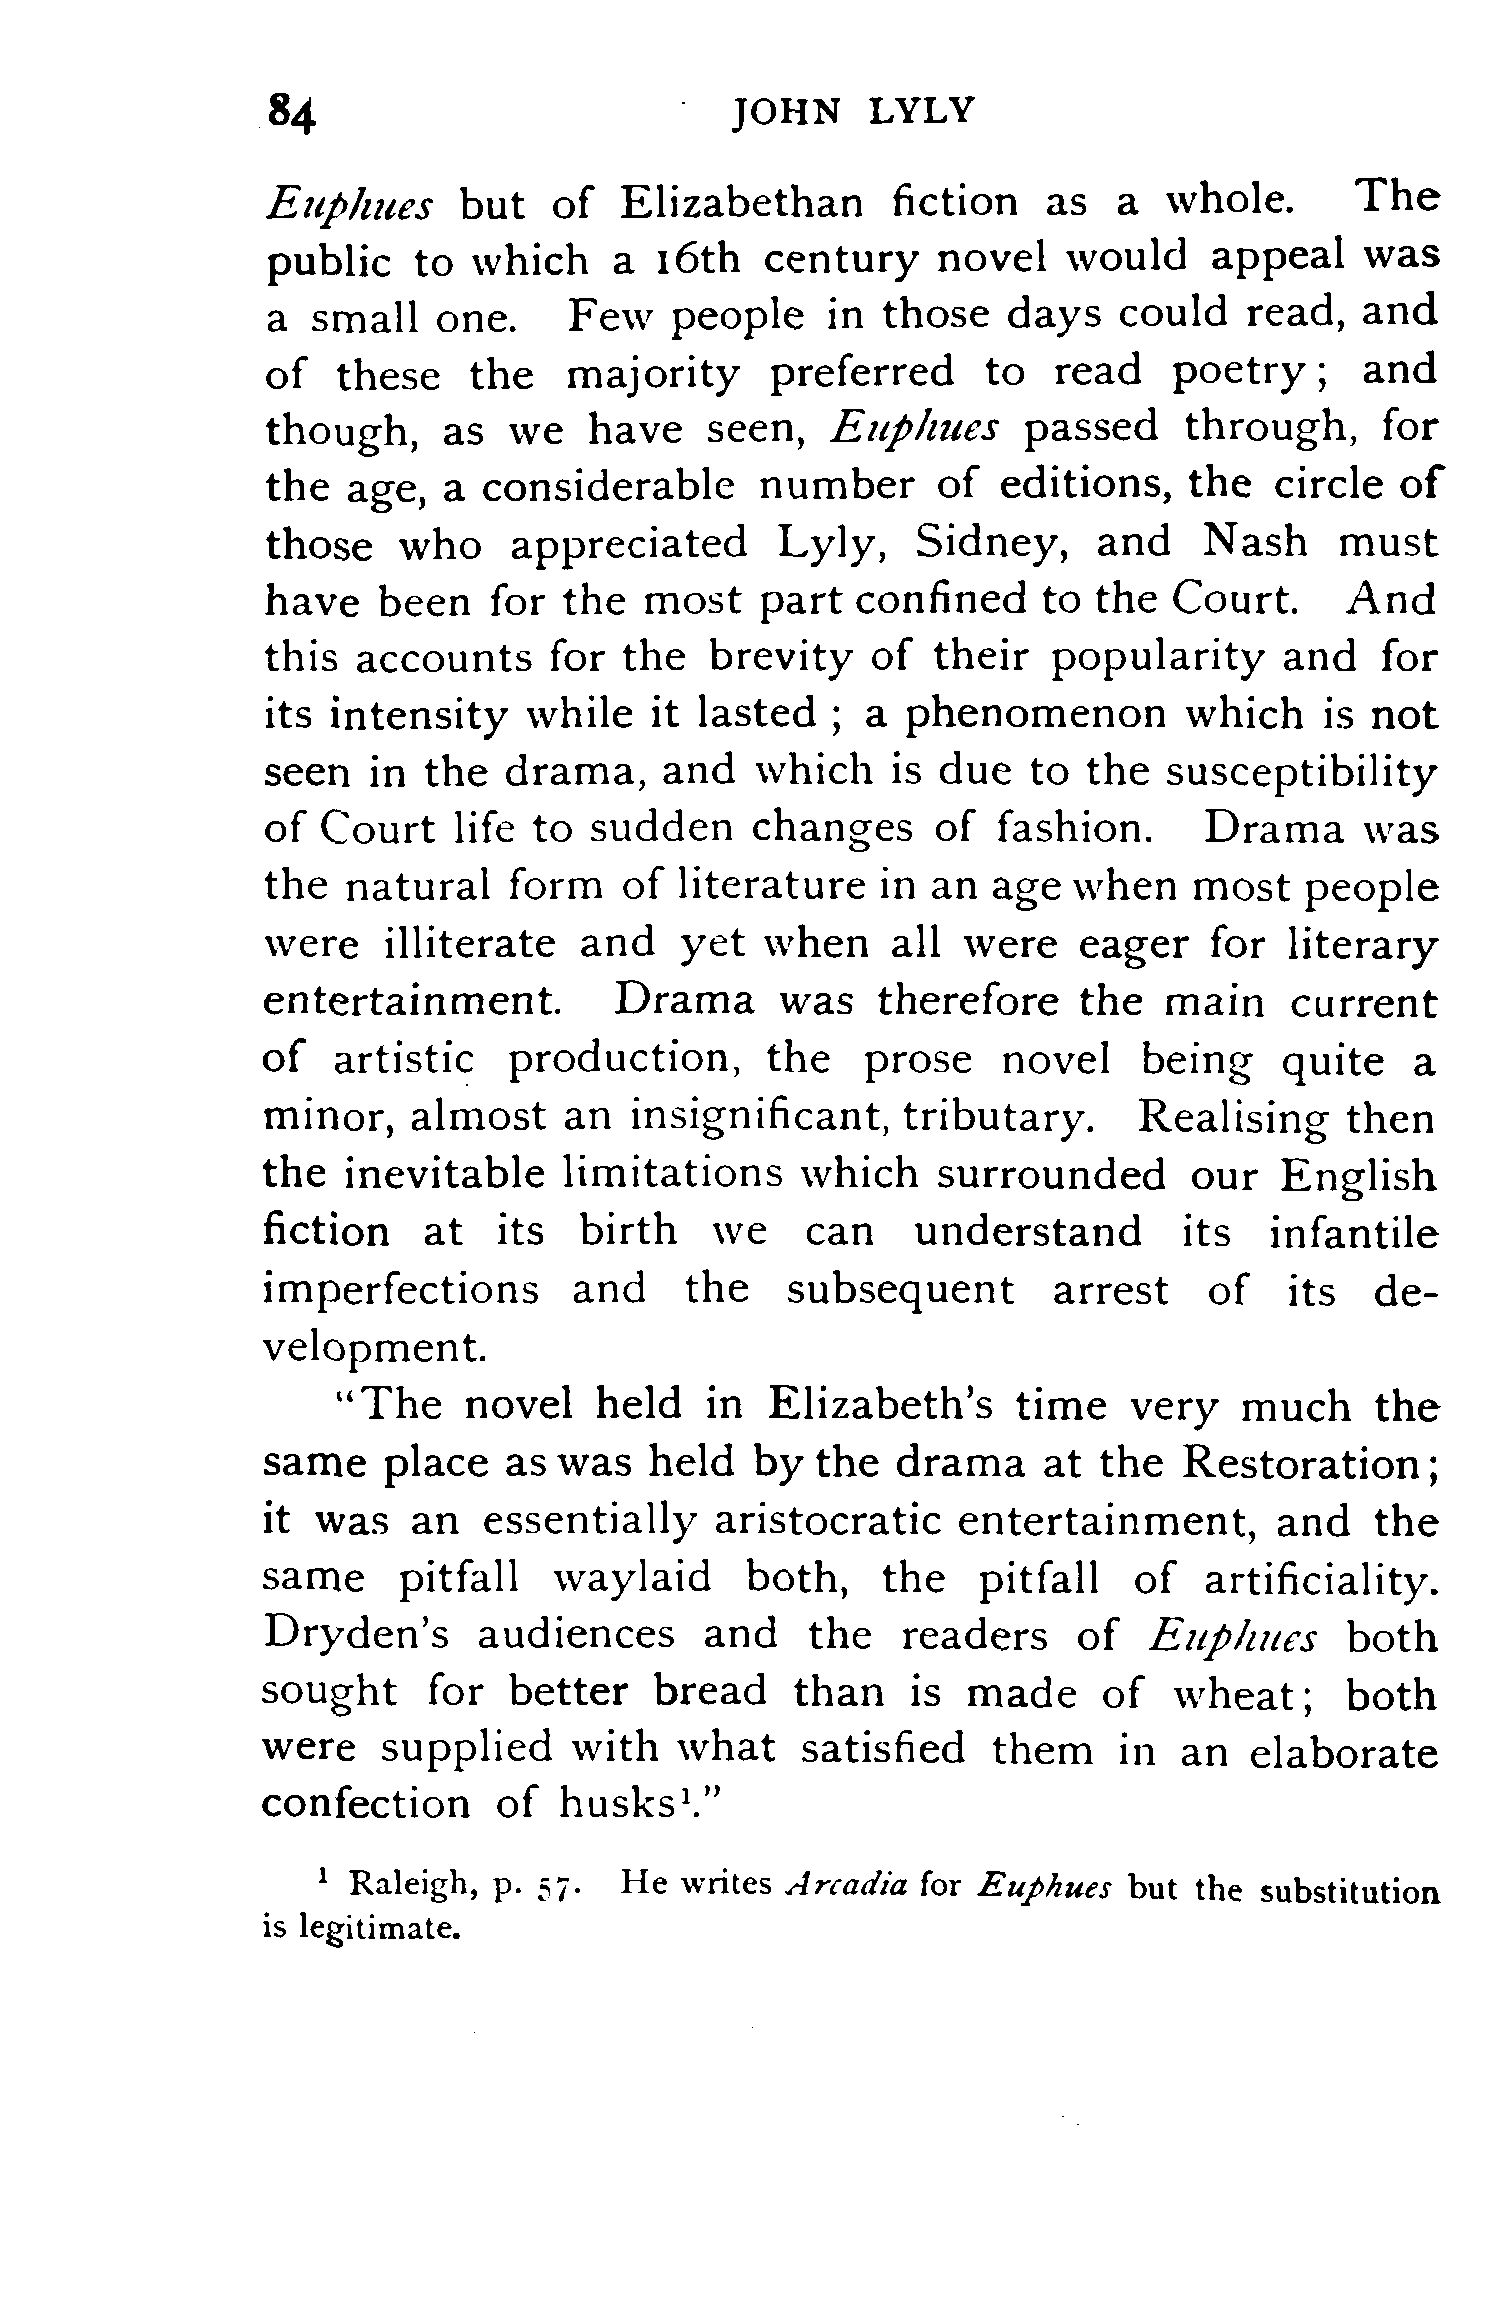 84 JOHN LYLY
Euphues but of Elizabethan fiction as a whole. The
public to which a 16th century novel would appeal was
a small one. Few people in those days could read, and
of these the majority preferred to read poetry; and
though, as we have seen, Euphues passed through, for
the age, a considerable number of editions, the circle of
those who appreciated Lyly, Sidney, and Nash must
have been for the most part confined to the Court. And
this accounts for the brevity of their popularity and for
its intensity while it lasted; a phenomenon which is not
seen in the drama, and which is due to the susceptibility
of Court life to sudden changes of fashion. Drama was
the natural form of literature in an age when most people
were illiterate and yet when all were eager for literary
entertainment. Drama was therefore the main current
of artistic production, the prose novel being quite a
minor, almost an insignificant, tributary. Realising then
the inevitable limitations which surrounded our English
fiction at its birth we can understand its infantile
imperfections and the subsequent arrest of its de-
velopment.
"The novel held in Elizabeth's time very much the
same place as was held by the drama at the Restoration;
it was an essentially aristocratic entertainment, and the
same pitfall waylaid both, the pitfall of artificiality.
Dryden's audiences and the readers of Euphues both
sought for better bread than is made of wheat; both
were supplied with what satisfied them in an elaborate
confection of husks¹."
¹ Raleigh, p. 57. He writes Arcadia for Euphues but the substitution
is legitimate.